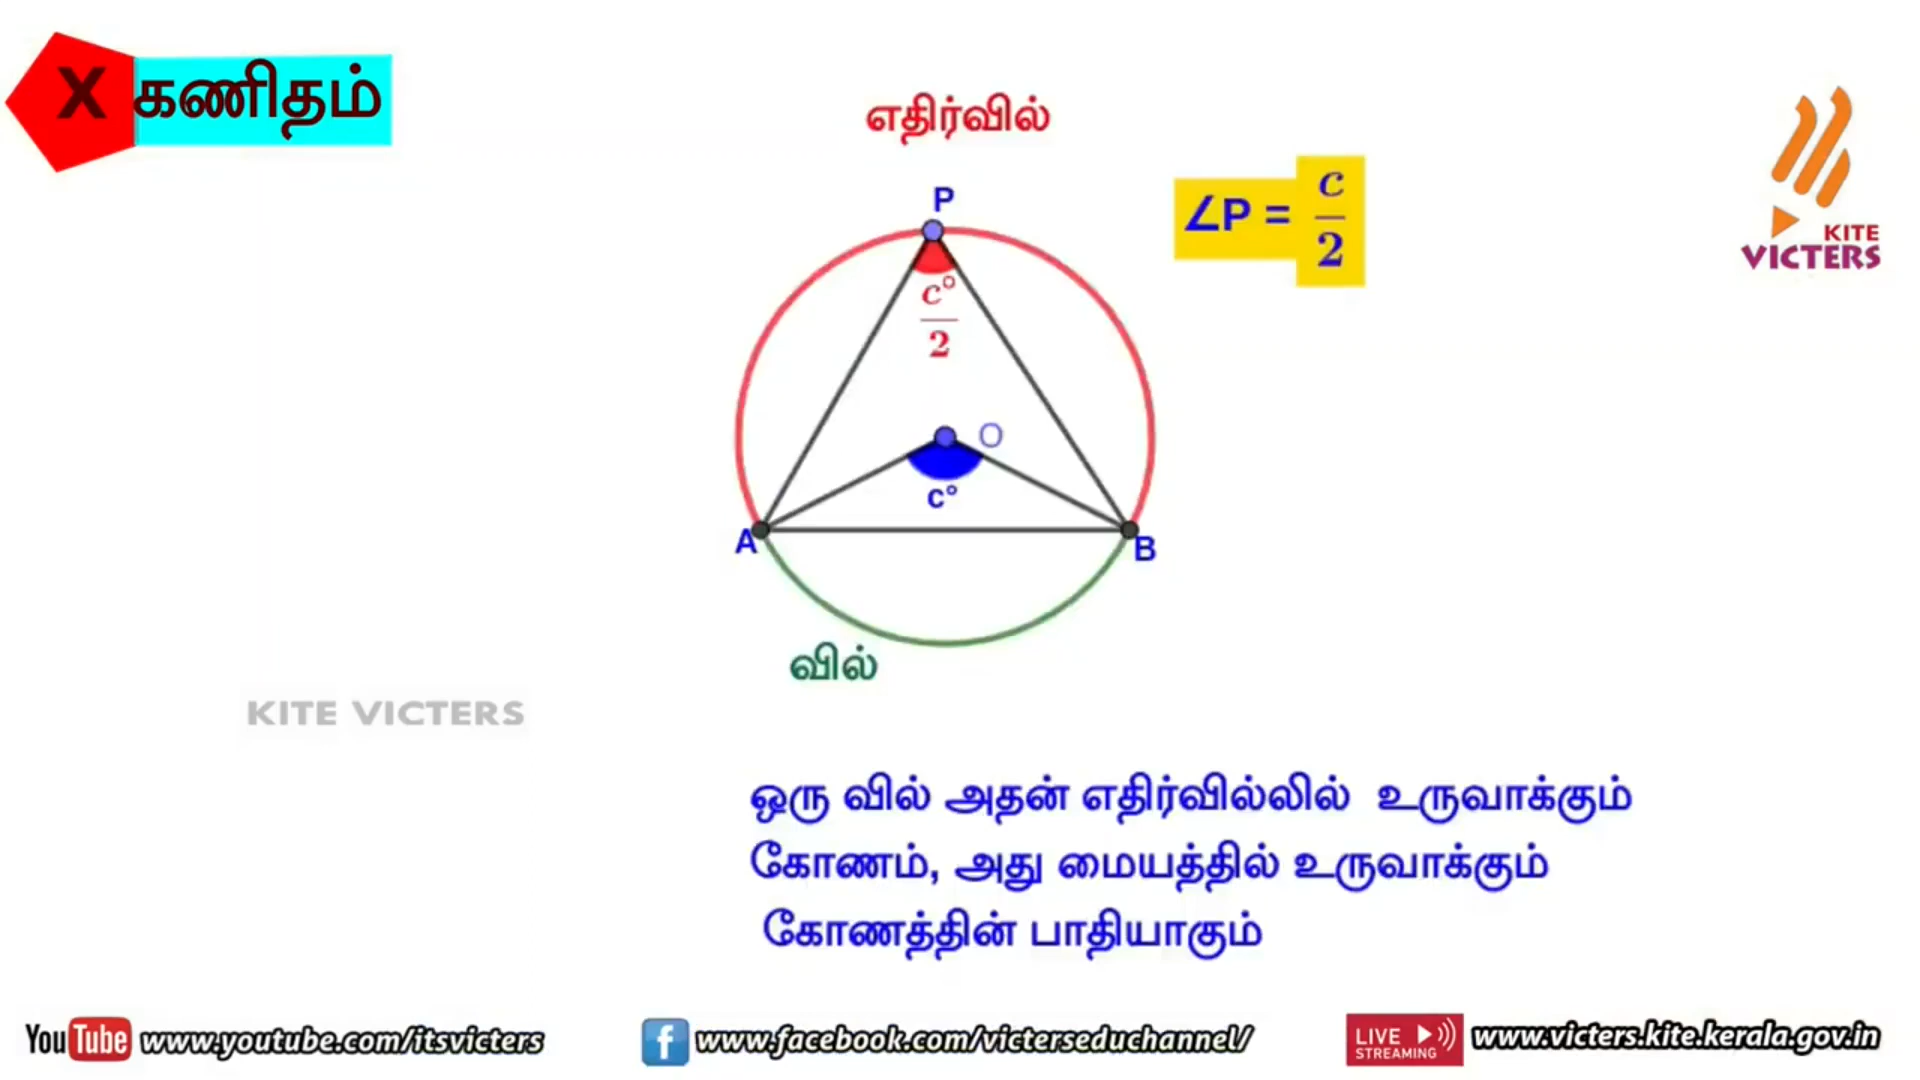 X கணிதம்
எதிர்வில்
P
∠P = c/2
c°/2
O
c°
A
B
வில்
KITE
VICTERS
KITE VICTERS
ஒரு வில் அதன் எதிர்வில்லில் உருவாக்கும்
கோணம், அது மையத்தில் உருவாக்கும்
கோணத்தின் பாதியாகும்
YouTube www.youtube.com/itsvicters
f www.facebook.com/victerseduchannel/
LIVE STREAMING www.victers.kite.kerala.gov.in